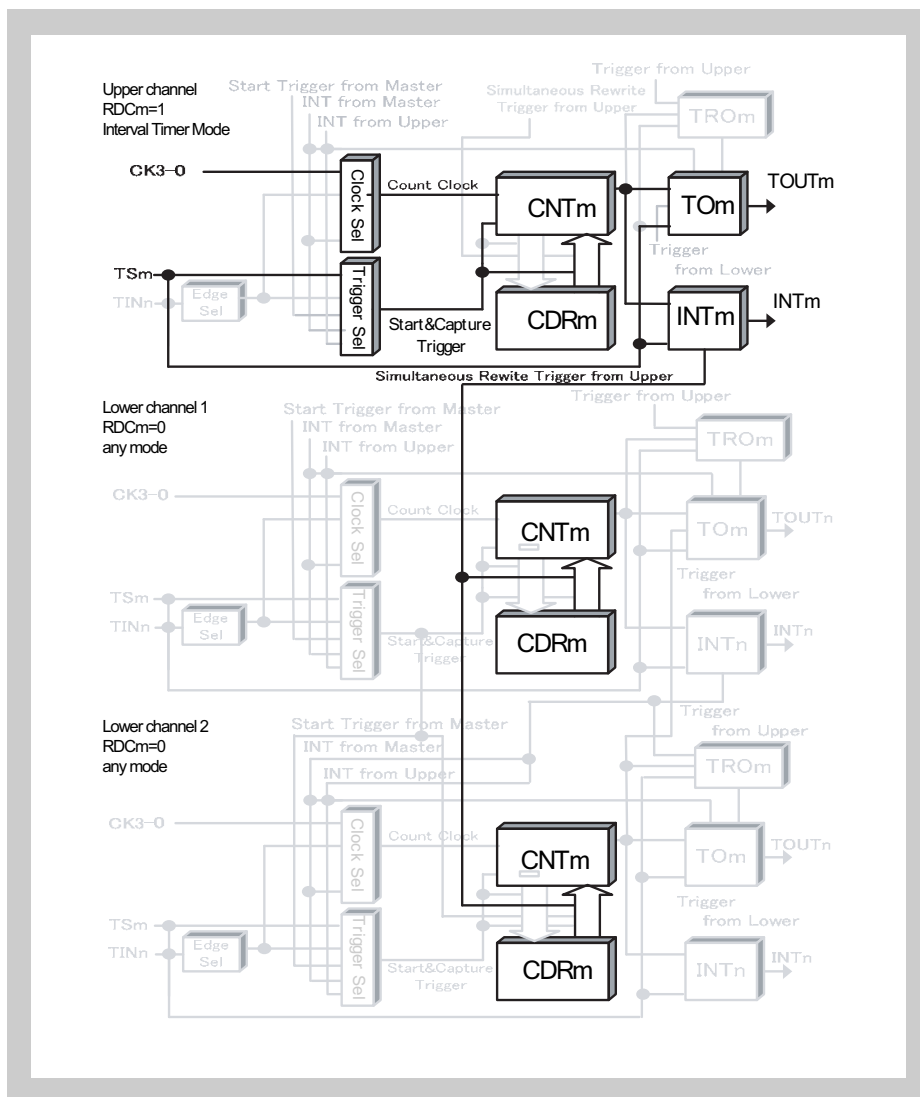 Upper channel
RDCm=1
Interval Timer Mode
Start Trigger from Master
INT from Master
INT from Upper
Simultaneous Rewrite
Trigger from Upper
Trigger from Upper
TROm
CK3-0
Clock Sel
Count Clock
CNTm
TOm
TOUTm
Trigger
from Lower
TSm
TINn
Edge
Sel
Trigger Sel
Start&Capture
Trigger
CDRm
INTm
INTm
Simultaneous Rewite Trigger from Upper
Lower channel 1
RDCm=0
any mode
Start Trigger from Master
INT from Master
INT from Upper
Trigger from Upper
TROm
CK3-0
Clock Sel
Count Clock
CNTm
TOm
TOUTn
Trigger
from Lower
TSm
TINn
Edge
Sel
Trigger Sel
Start&Capture
Trigger
CDRm
INTn
INTn
Lower channel 2
RDCm=0
any mode
Start Trigger from Master
INT from Master
INT from Upper
Trigger
from Upper
TROm
CK3-0
Clock Sel
Count Clock
CNTm
TOm
TOUTn
Trigger
from Lower
TSm
TINn
Edge
Sel
Trigger Sel
Start&Capture
Trigger
CDRm
INTn
INTn